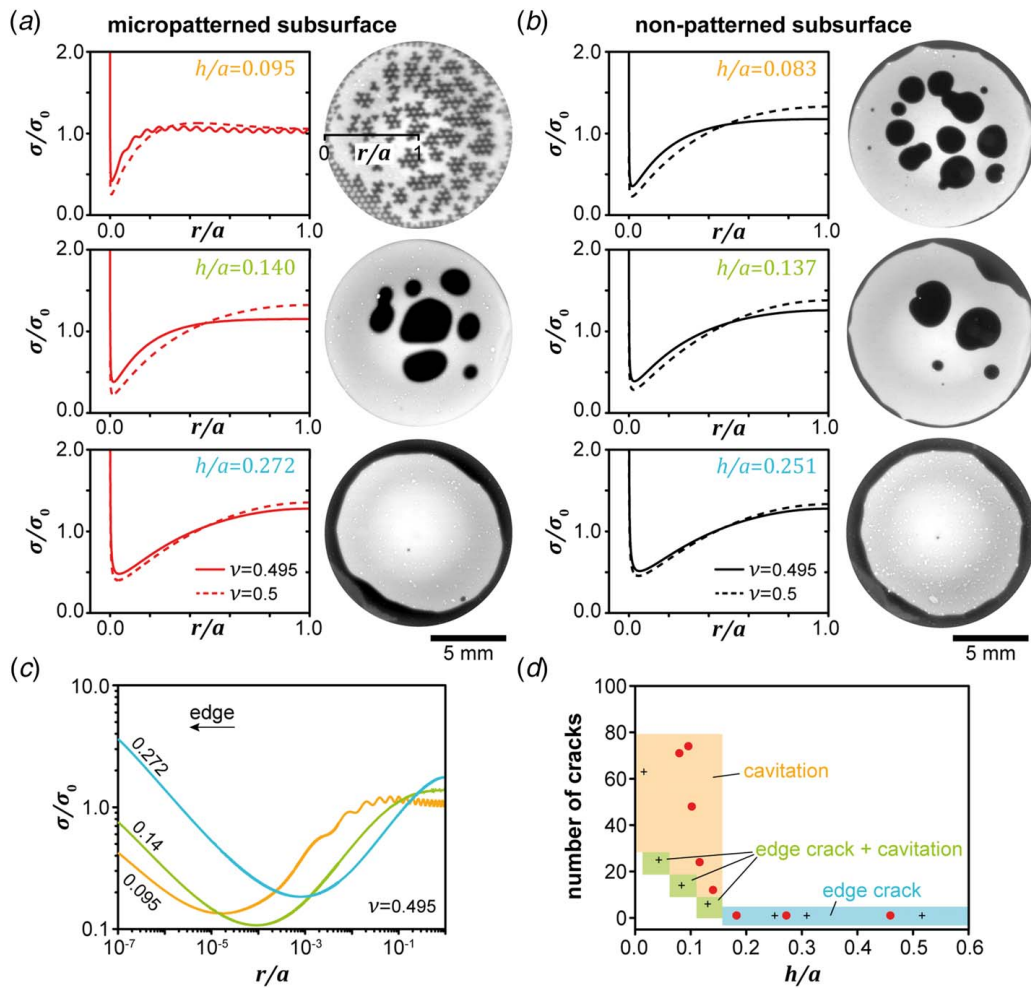 (a) micropatterned subsurface
2.0
1.0
0.0
σ/σ₀
h/a=0.095
0.0
r/a
1.0
0
r/a
1
2.0
1.0
0.0
σ/σ₀
h/a=0.140
0.0
r/a
1.0
2.0
1.0
0.0
σ/σ₀
h/a=0.272
ν=0.495
ν=0.5
0.0
r/a
1.0
5 mm
(b) non-patterned subsurface
2.0
1.0
0.0
σ/σ₀
h/a=0.083
0.0
r/a
1.0
2.0
1.0
0.0
σ/σ₀
h/a=0.137
0.0
r/a
1.0
2.0
1.0
0.0
σ/σ₀
h/a=0.251
ν=0.495
ν=0.5
0.0
r/a
1.0
5 mm
(c)
10.0
1.0
0.1
σ/σ₀
edge
0.272
0.14
0.095
ν=0.495
10⁻⁷
10⁻⁵
10⁻³
10⁻¹
r/a
(d)
number of cracks
100
80
60
40
20
0
cavitation
edge crack + cavitation
edge crack
0.0
0.1
0.2
0.3
0.4
0.5
0.6
h/a